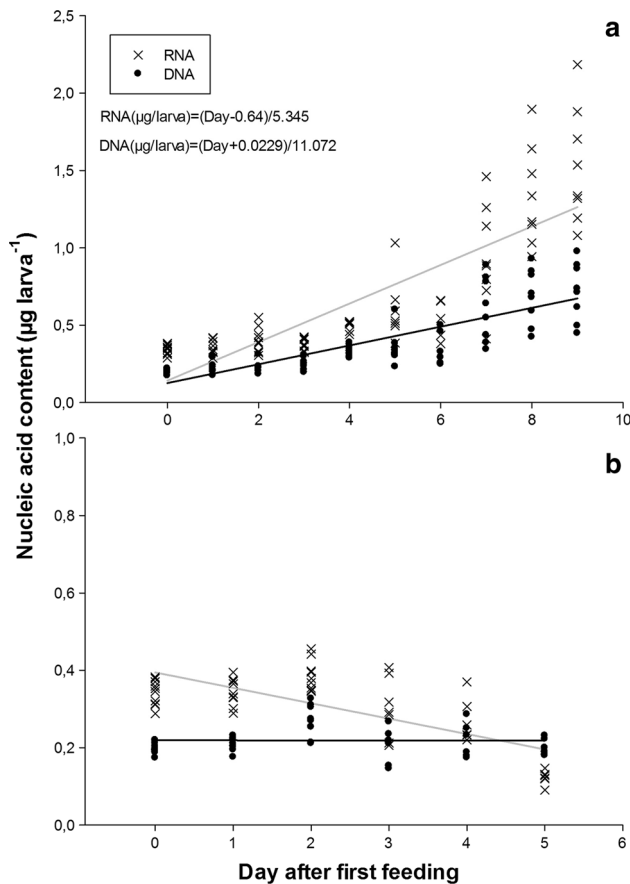 a
2,5
RNA
DNA
2,0
RNA(µg/larva)=(Day-0.64)/5.345
DNA(µg/larva)=(Day+0.0229)/11.072
1,5
1,0
0,5
0,0
0 2 4 6 8 10
Nucleic acid content (µg larva⁻¹)
b
1,0
0,8
0,6
0,4
0,2
0,0
0 1 2 3 4 5 6
Day after first feeding